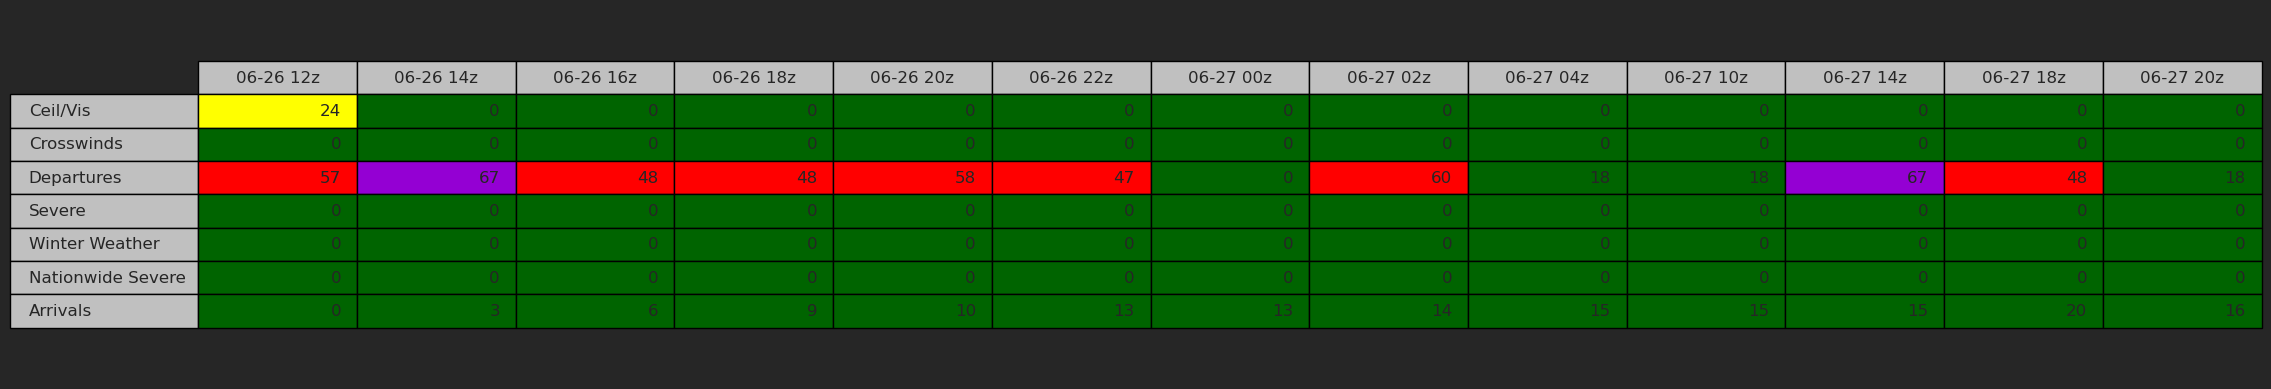 06-26 12z 06-26 14z 06-26 16z 06-26 18z 06-26 20z 06-26 22z 06-27 00z 06-27 02z 06-27 04z 06-27 10z 06-27 14z 06-27 18z 06-27 20z
Ceil/Vis 24 0 0 0 0 0 0 0 0 0 0 0 0
Crosswinds 0 0 0 0 0 0 0 0 0 0 0 0 0
Departures 57 67 48 48 58 47 0 60 18 18 67 48 18
Severe 0 0 0 0 0 0 0 0 0 0 0 0 0
Winter Weather 0 0 0 0 0 0 0 0 0 0 0 0 0
Nationwide Severe 0 0 0 0 0 0 0 0 0 0 0 0 0
Arrivals 0 3 6 9 10 13 13 14 15 15 15 20 16